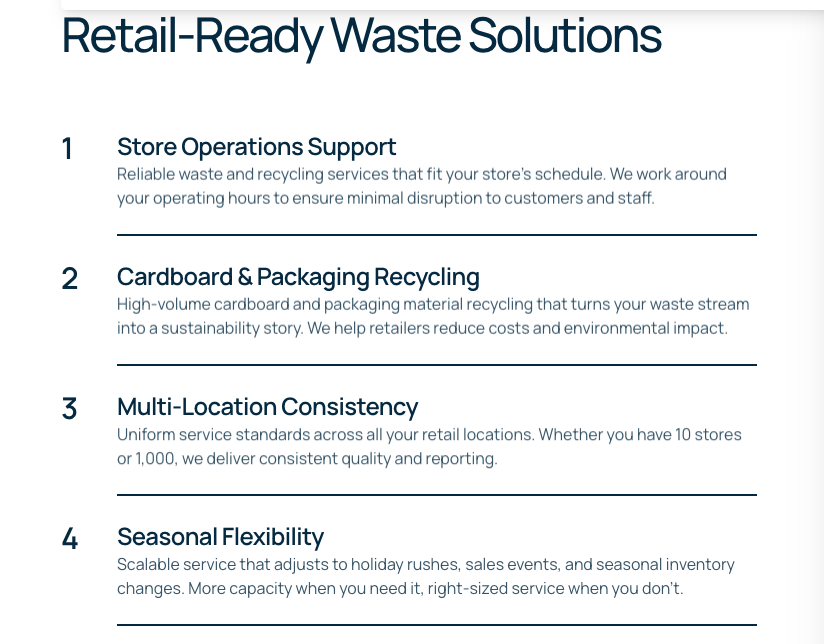 Retail-Ready Waste Solutions
1
Store Operations Support
Reliable waste and recycling services that fit your store's schedule. We work around
your operating hours to ensure minimal disruption to customers and staff.
2
Cardboard & Packaging Recycling
High-volume cardboard and packaging material recycling that turns your waste stream
into a sustainability story. We help retailers reduce costs and environmental impact.
3
Multi-Location Consistency
Uniform service standards across all your retail locations. Whether you have 10 stores
or 1,000, we deliver consistent quality and reporting.
4
Seasonal Flexibility
Scalable service that adjusts to holiday rushes, sales events, and seasonal inventory
changes. More capacity when you need it, right-sized service when you don't.